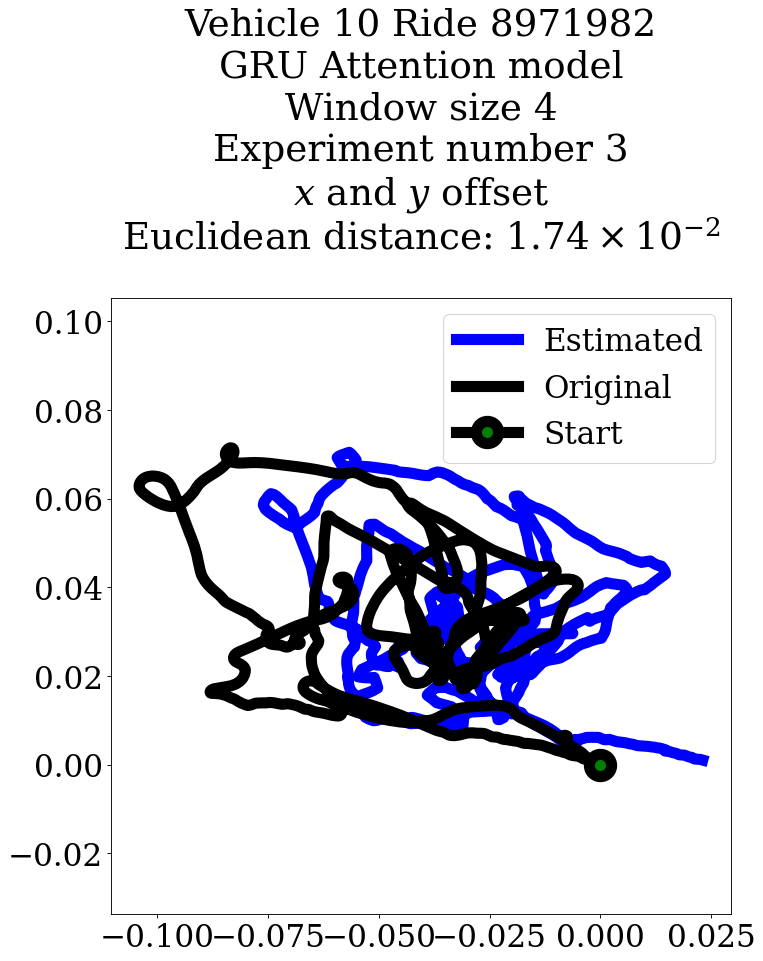 Vehicle 10 Ride 8971982
GRU Attention model
Window size 4
Experiment number 3
x and y offset
Euclidean distance: 1.74 × 10⁻²
Estimated
Original
Start
0.10
0.08
0.06
0.04
0.02
0.00
−0.02
−0.100 −0.075 −0.050 −0.025 0.000 0.025